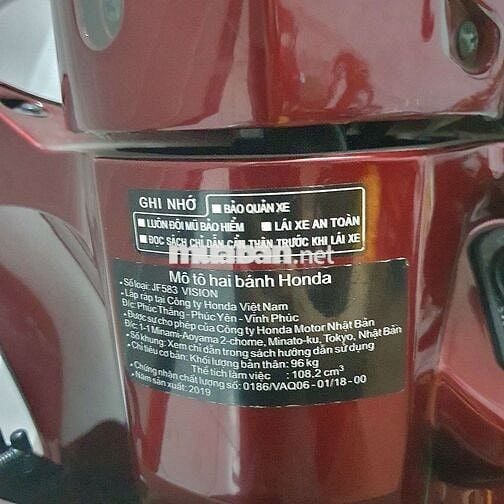 GHI NHỚ
■ BẢO QUẢN XE
■ LUÔN ĐỘI MŨ BẢO HIỂM ■ LÁI XE AN TOÀN
■ ĐỌC SÁCH CHỈ DẪN CẨN THẬN TRƯỚC KHI LÁI XE
muaban.net
Mô tô hai bánh Honda
• Số loại: JF583 VISION
• Lắp ráp tại Công ty Honda Việt Nam
Đ/c: Phúc Thắng - Phúc Yên - Vĩnh Phúc
• Được sự cho phép của Công ty Honda Motor Nhật Bản
Đ/c: 1-1 Minami-Aoyama 2-chome, Minato-ku, Tokyo, Nhật Bản
• Số khung: Xem chỉ dẫn trong sách hướng dẫn sử dụng
• Chỉ tiêu cơ bản: Khối lượng bản thân: 96 kg
Thể tích làm việc : 108.2 cm³
• Chứng nhận chất lượng số: 0186/VAQ06 - 01/18 - 00
• Năm sản xuất: 2019
muaban.net